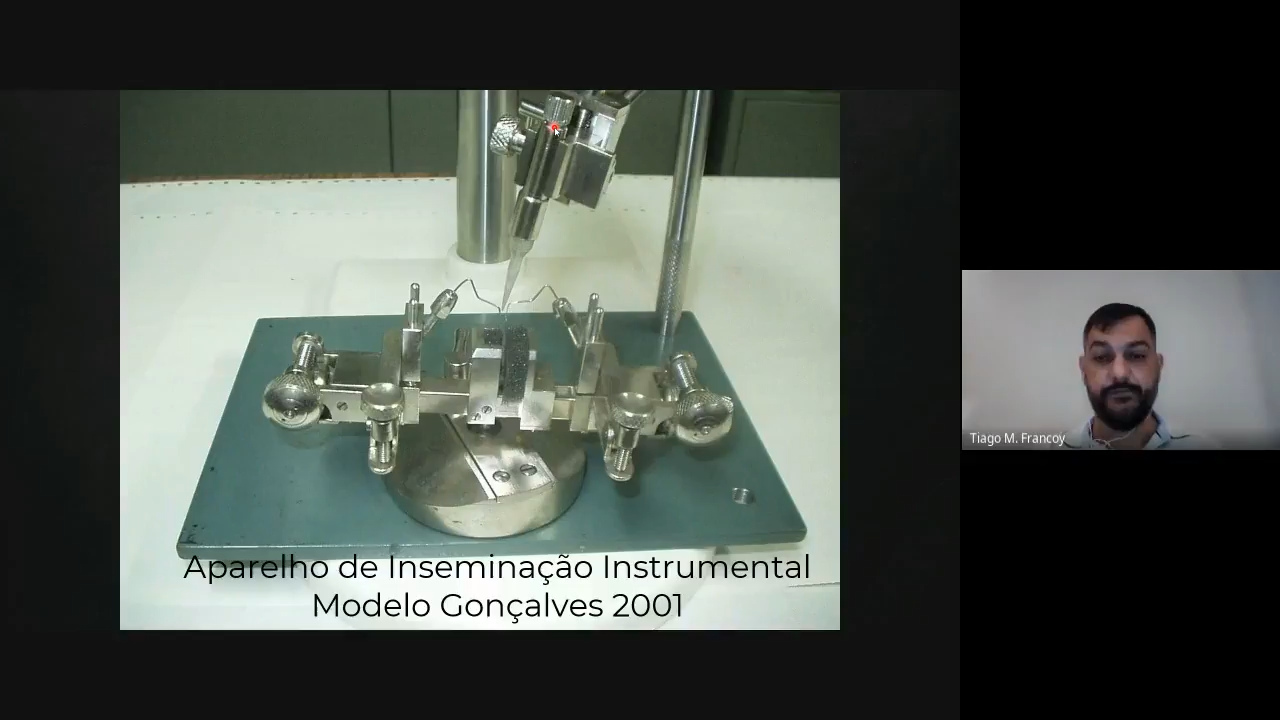 Aparelho de Inseminação Instrumental
Modelo Gonçalves 2001
Tiago M. Francoy